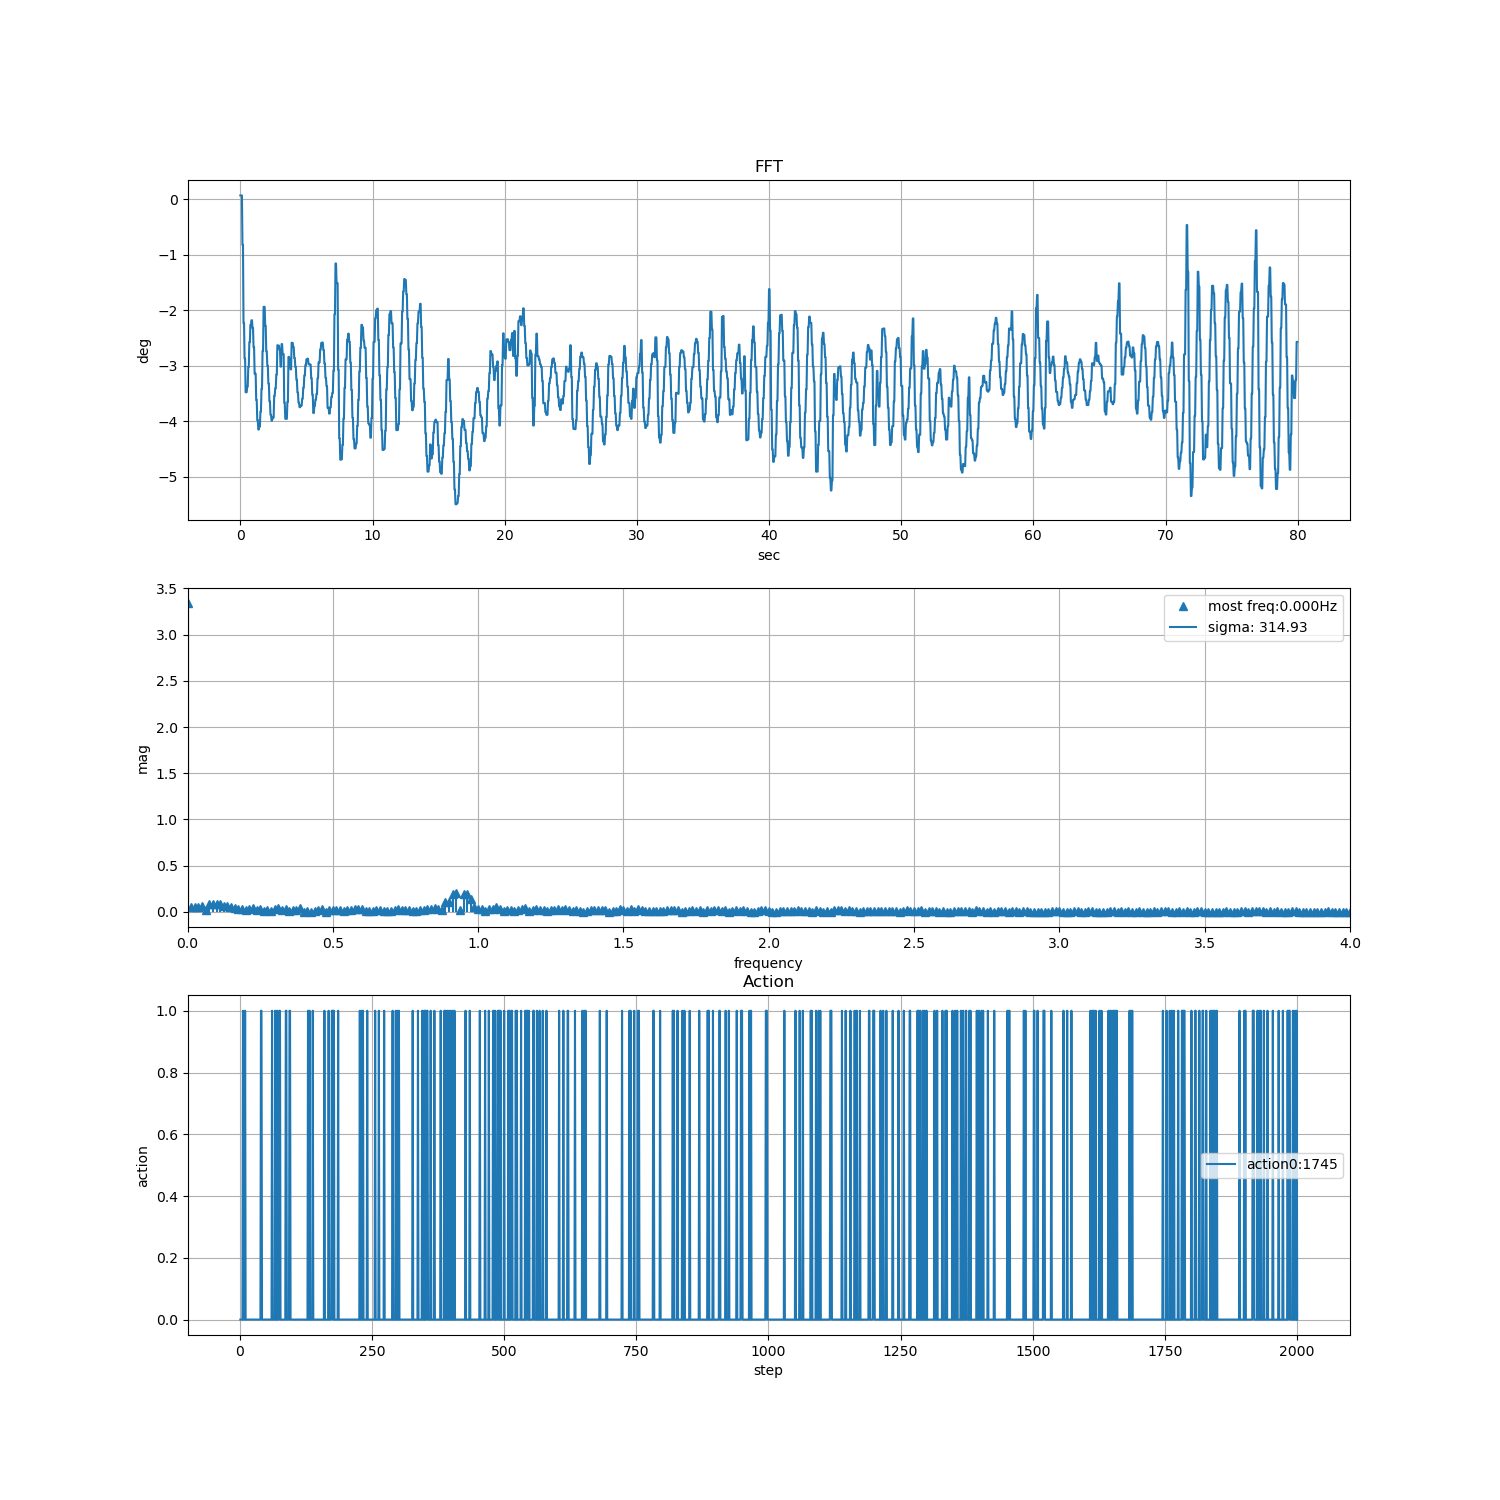 FFT
0
−1
−2
−3
−4
−5
deg
0 10 20 30 40 50 60 70 80
sec
3.5
3.0
2.5
2.0
1.5
1.0
0.5
0.0
mag
most freq:0.000Hz
sigma: 314.93
0.0 0.5 1.0 1.5 2.0 2.5 3.0 3.5 4.0
frequency
Action
1.0
0.8
0.6
0.4
0.2
0.0
action
action0:1745
0 250 500 750 1000 1250 1500 1750 2000
step